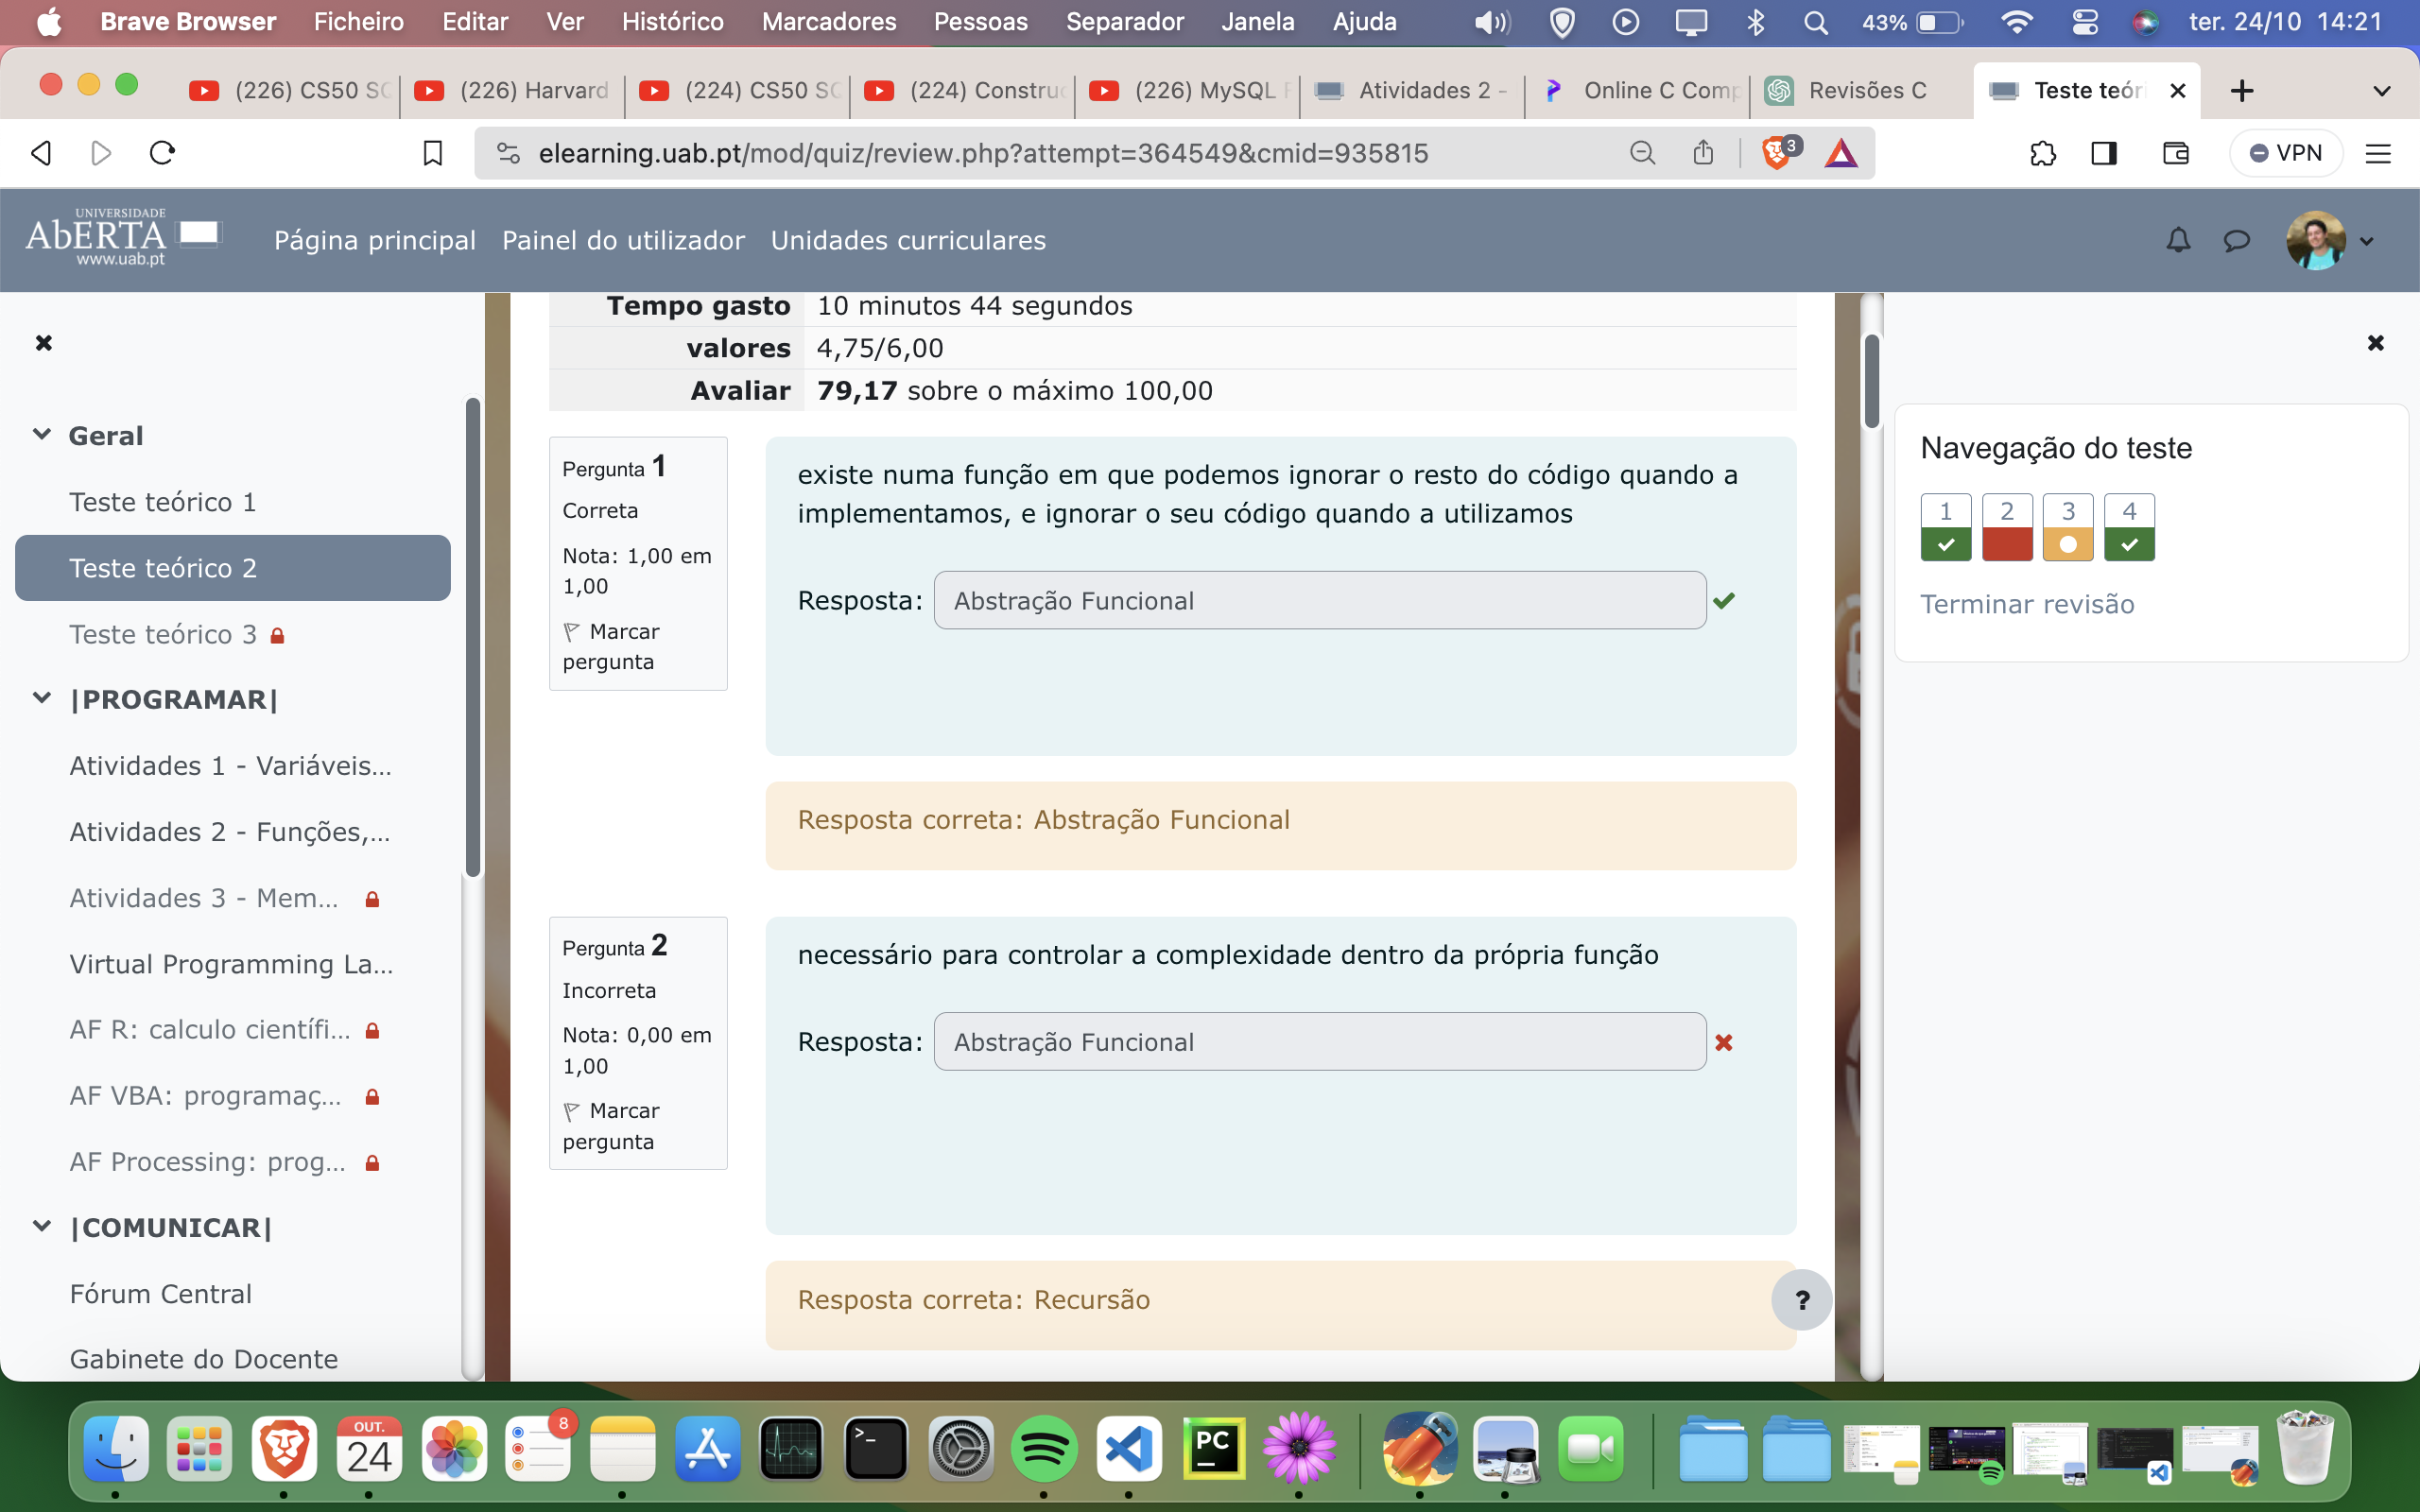 Brave Browser Ficheiro Editar Ver Histórico Marcadores Pessoas Separador Janela Ajuda 43% ter. 24/10 14:21
(226) CS50 SQ (226) Harvard (224) CS50 SQ (224) Construç (226) MySQL Atividades 2 - Online C Comp Revisões C Teste teór
elearning.uab.pt/mod/quiz/review.php?attempt=364549&cmid=935815 3 VPN
UNIVERSIDADE
AbERTA
www.uab.pt
Página principal Painel do utilizador Unidades curriculares
Geral
Teste teórico 1
Teste teórico 2
Teste teórico 3
|PROGRAMAR|
Atividades 1 - Variáveis...
Atividades 2 - Funções,...
Atividades 3 - Mem...
Virtual Programming La...
AF R: calculo científi...
AF VBA: programaç...
AF Processing: prog...
|COMUNICAR|
Fórum Central
Gabinete do Docente
Tempo gasto 10 minutos 44 segundos
valores 4,75/6,00
Avaliar 79,17 sobre o máximo 100,00
Pergunta 1
Correta
Nota: 1,00 em
1,00
Marcar
pergunta
existe numa função em que podemos ignorar o resto do código quando a
implementamos, e ignorar o seu código quando a utilizamos
Resposta: Abstração Funcional
Resposta correta: Abstração Funcional
Pergunta 2
Incorreta
Nota: 0,00 em
1,00
Marcar
pergunta
necessário para controlar a complexidade dentro da própria função
Resposta: Abstração Funcional
Resposta correta: Recursão
?
Navegação do teste
1 2 3 4
Terminar revisão
OUT.
24
8
>_
PC